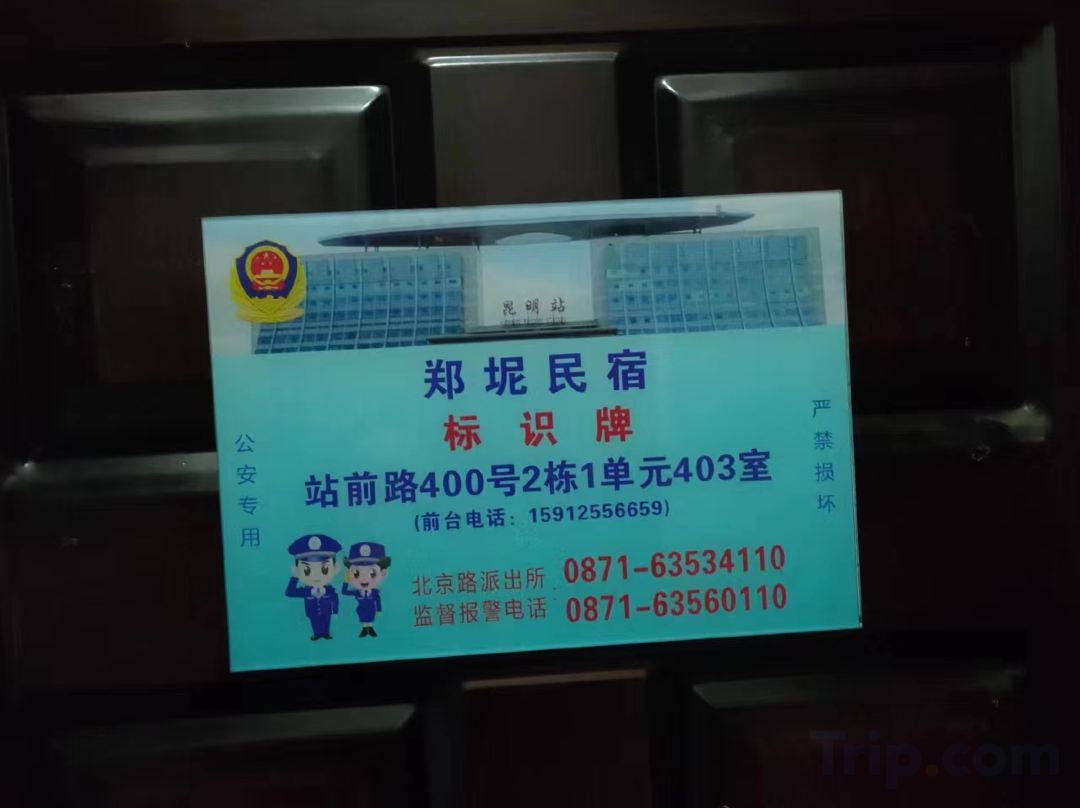 昆明站
郑坭民宿
标识牌
站前路400号2栋1单元403室
(前台电话：15912556659)
公安专用
严禁损坏
北京路派出所 0871-63534110
监督报警电话 0871-63560110
Trip.com